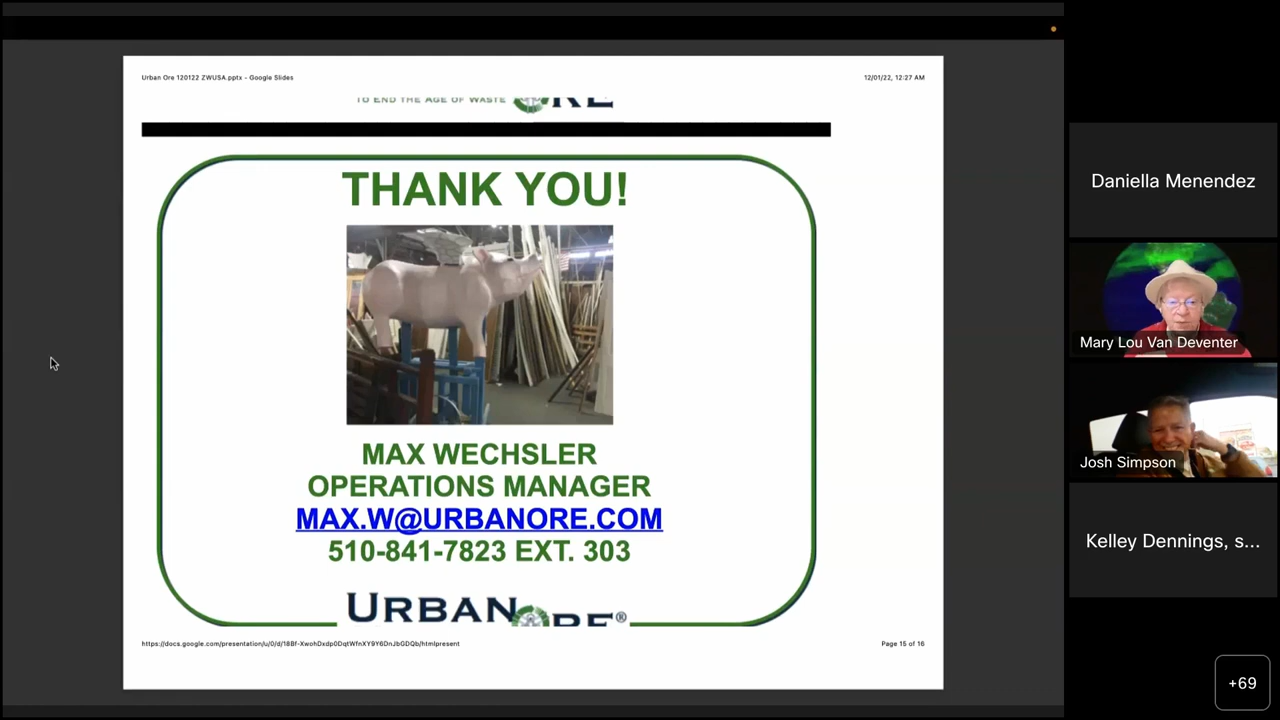 Urban Ore 120122 ZWUSA.pptx - Google Slides
12/01/22, 12:27 AM
TO END THE AGE OF WASTE
THANK YOU!
MAX WECHSLER
OPERATIONS MANAGER
MAX.W@URBANORE.COM
510-841-7823 EXT. 303
URBAN ORE®
https://docs.google.com/presentation/u/0/d/18Bf-XwohDxdp0DqtWfnXY9Y6DnJbGDQb/htmlpresent
Page 15 of 16
Daniella Menendez
Mary Lou Van Deventer
Josh Simpson
Kelley Dennings, s...
+69